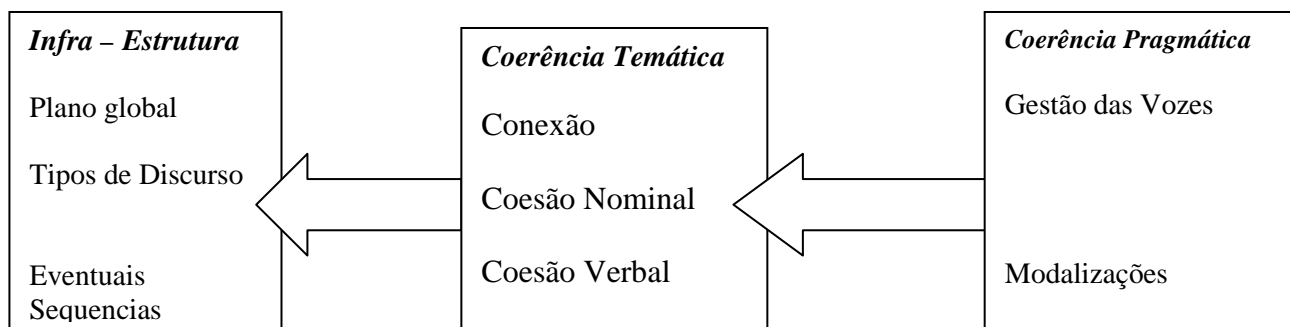 Infra – Estrutura
Plano global
Tipos de Discurso
Eventuais
Sequencias
Coerência Temática
Conexão
Coesão Nominal
Coesão Verbal
Coerência Pragmática
Gestão das Vozes
Modalizações